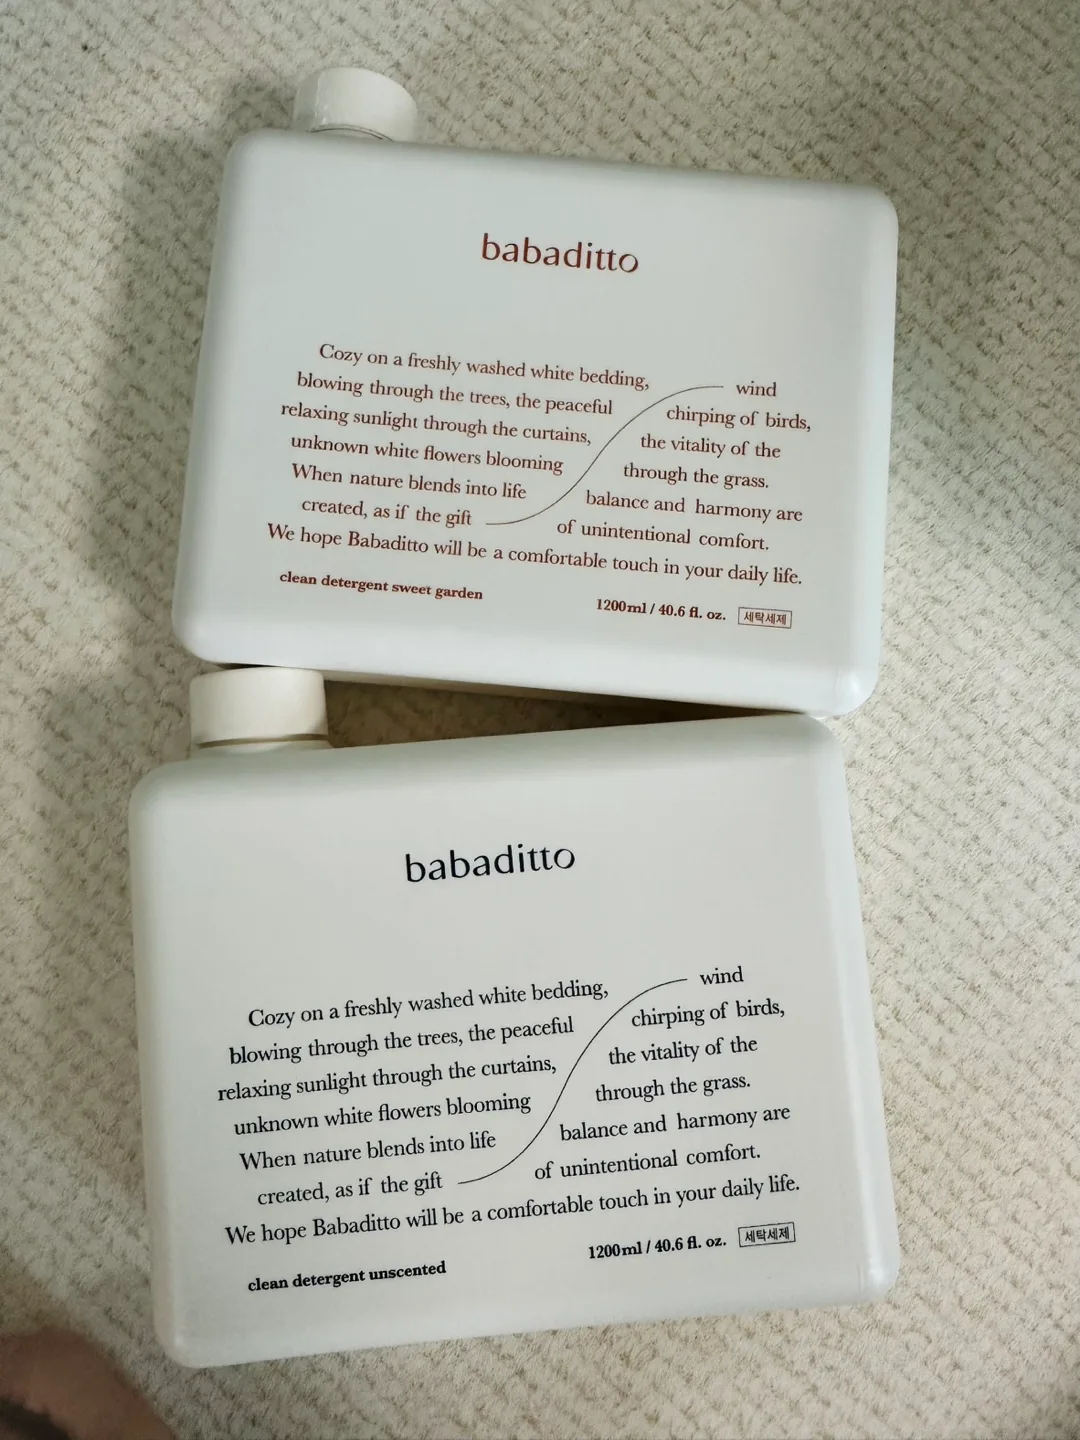 babaditto
Cozy on a freshly washed white bedding, wind
blowing through the trees, the peaceful chirping of birds,
relaxing sunlight through the curtains, the vitality of the
unknown white flowers blooming through the grass.
When nature blends into life balance and harmony are
created, as if the gift of unintentional comfort.
We hope Babaditto will be a comfortable touch in your daily life.
clean detergent sweet garden 1200ml / 40.6 fl. oz. 세탁세제
babaditto
Cozy on a freshly washed white bedding, wind
blowing through the trees, the peaceful chirping of birds,
relaxing sunlight through the curtains, the vitality of the
unknown white flowers blooming through the grass.
When nature blends into life balance and harmony are
created, as if the gift of unintentional comfort.
We hope Babaditto will be a comfortable touch in your daily life.
clean detergent unscented 1200ml / 40.6 fl. oz. 세탁세제